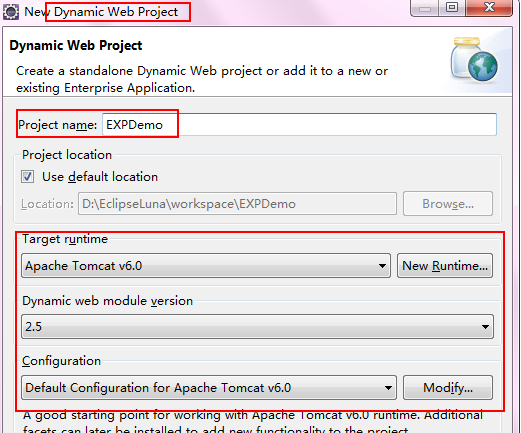 New Dynamic Web Project
Dynamic Web Project
Create a standalone Dynamic Web project or add it to a new or
existing Enterprise Application.
Project name: EXPDemo
Project location
Use default location
Location: D:\EclipseLuna\workspace\EXPDemo Browse...
Target runtime
Apache Tomcat v6.0 New Runtime...
Dynamic web module version
2.5
Configuration
Default Configuration for Apache Tomcat v6.0 Modify...
A good starting point for working with Apache Tomcat v6.0 runtime. Additional
facets can later be installed to add new functionality to the project.